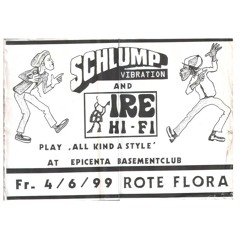 SCHLUMP
VIBRATION
AND
IRE
HI-FI
PLAY ,ALL KIND A STYLE'
AT EPICENTA BASEMENTCLUB
Fr. 4/6/99 ROTE FLORA